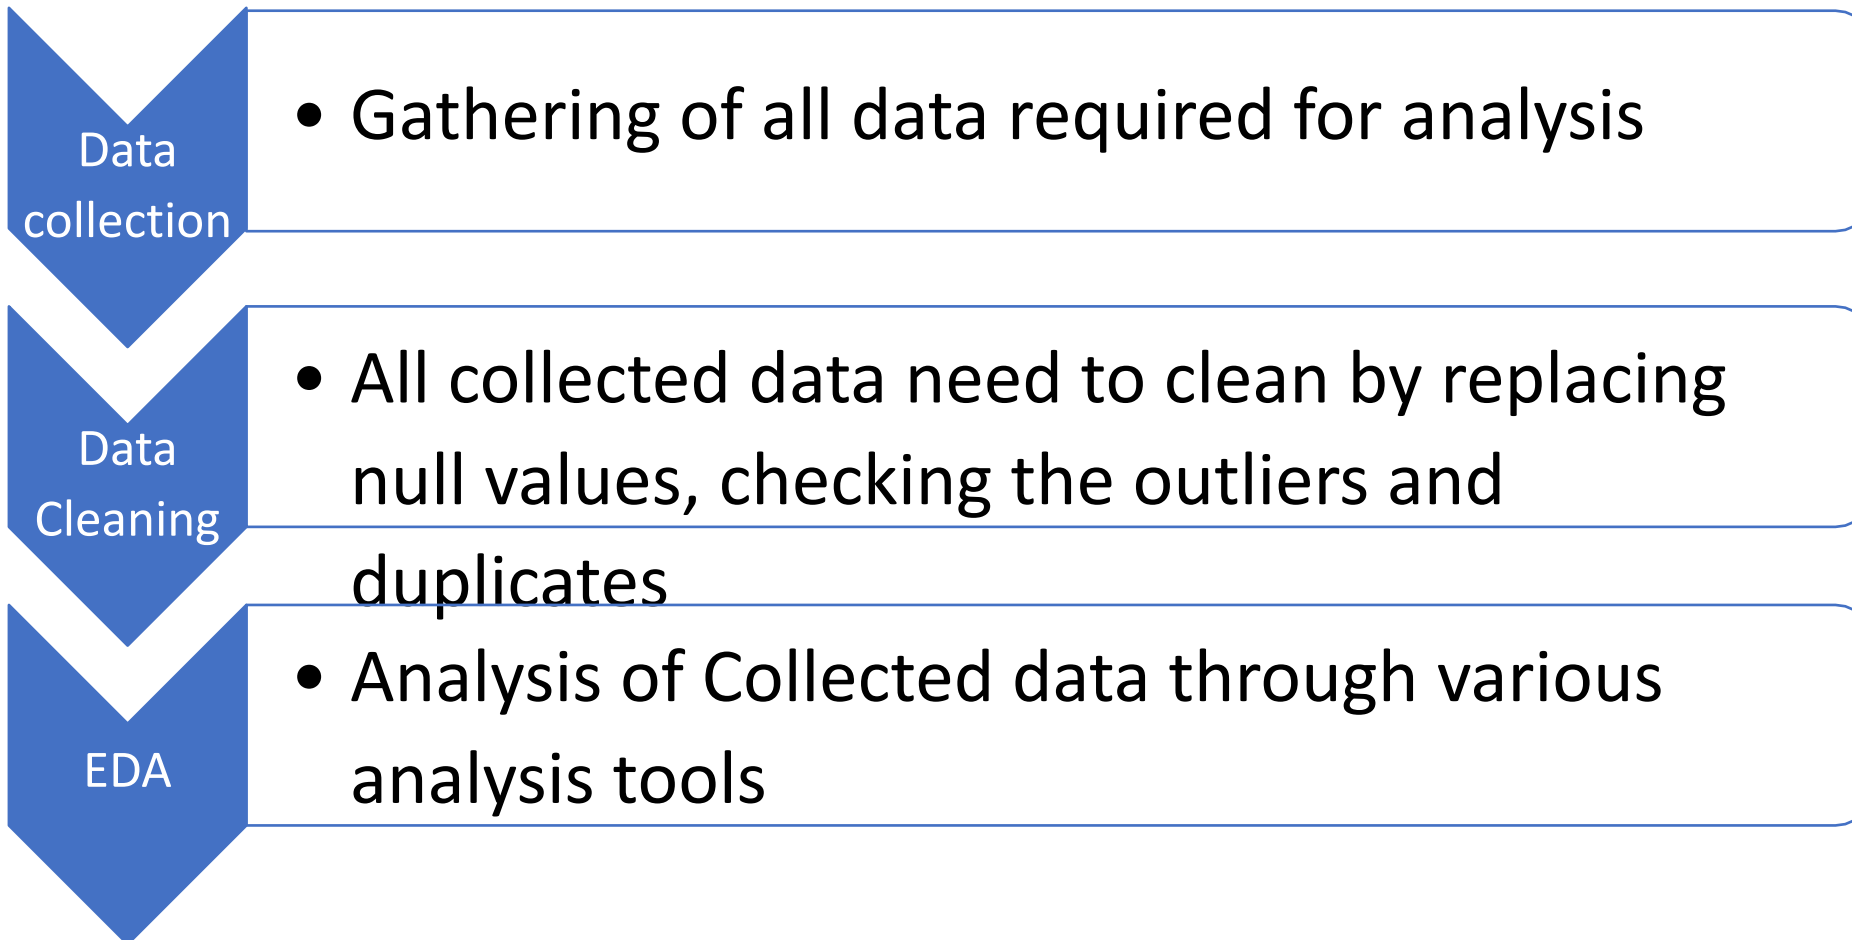 Data
collection
• Gathering of all data required for analysis
Data
Cleaning
• All collected data need to clean by replacing
null values, checking the outliers and
duplicates
EDA
• Analysis of Collected data through various
analysis tools